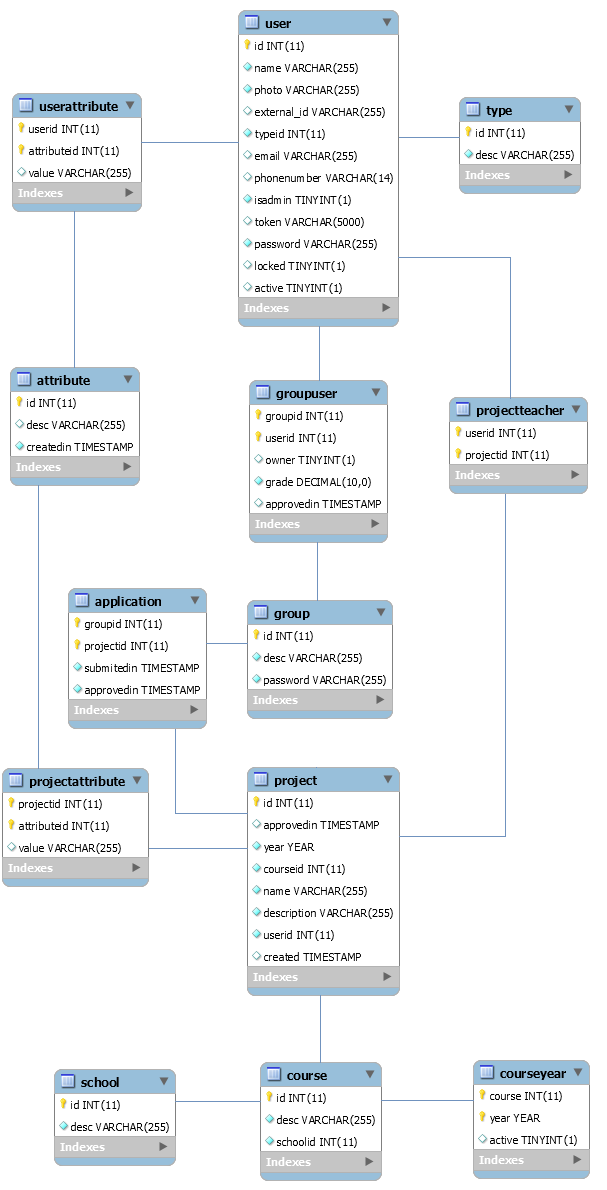 user
id INT(11)
name VARCHAR(255)
photo VARCHAR(255)
external_id VARCHAR(255)
typeid INT(11)
email VARCHAR(255)
phonenumber VARCHAR(14)
isadmin TINYINT(1)
token VARCHAR(5000)
password VARCHAR(255)
locked TINYINT(1)
active TINYINT(1)
Indexes
userattribute
userid INT(11)
attributeid INT(11)
value VARCHAR(255)
Indexes
type
id INT(11)
desc VARCHAR(255)
Indexes
attribute
id INT(11)
desc VARCHAR(255)
createdin TIMESTAMP
Indexes
groupuser
groupid INT(11)
userid INT(11)
owner TINYINT(1)
grade DECIMAL(10,0)
approvedin TIMESTAMP
Indexes
projectteacher
userid INT(11)
projectid INT(11)
Indexes
application
groupid INT(11)
projectid INT(11)
submitedin TIMESTAMP
approvedin TIMESTAMP
Indexes
group
id INT(11)
desc VARCHAR(255)
password VARCHAR(255)
Indexes
projectattribute
projectid INT(11)
attributeid INT(11)
value VARCHAR(255)
Indexes
project
id INT(11)
approvedin TIMESTAMP
year YEAR
courseid INT(11)
name VARCHAR(255)
description VARCHAR(255)
userid INT(11)
created TIMESTAMP
Indexes
school
id INT(11)
desc VARCHAR(255)
Indexes
course
id INT(11)
desc VARCHAR(255)
schoolid INT(11)
Indexes
courseyear
course INT(11)
year YEAR
active TINYINT(1)
Indexes